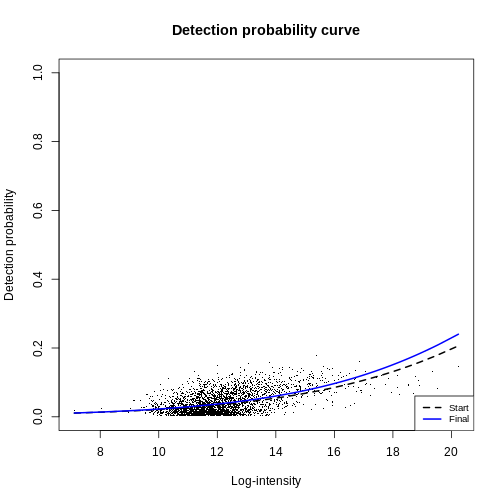 Detection probability curve
Detection probability
1.0
0.8
0.6
0.4
0.2
0.0
8 10 12 14 16 18 20
Log-intensity
Start
Final